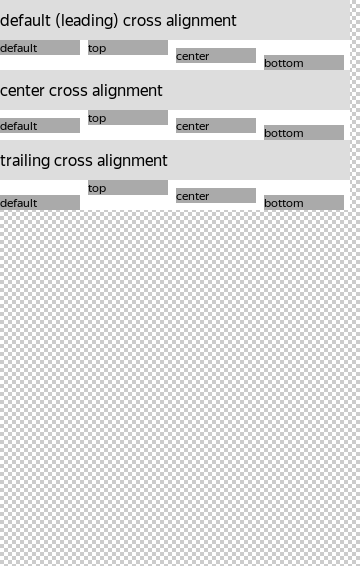 default (leading) cross alignment
default top center bottom
center cross alignment
default top center bottom
trailing cross alignment
default top center bottom